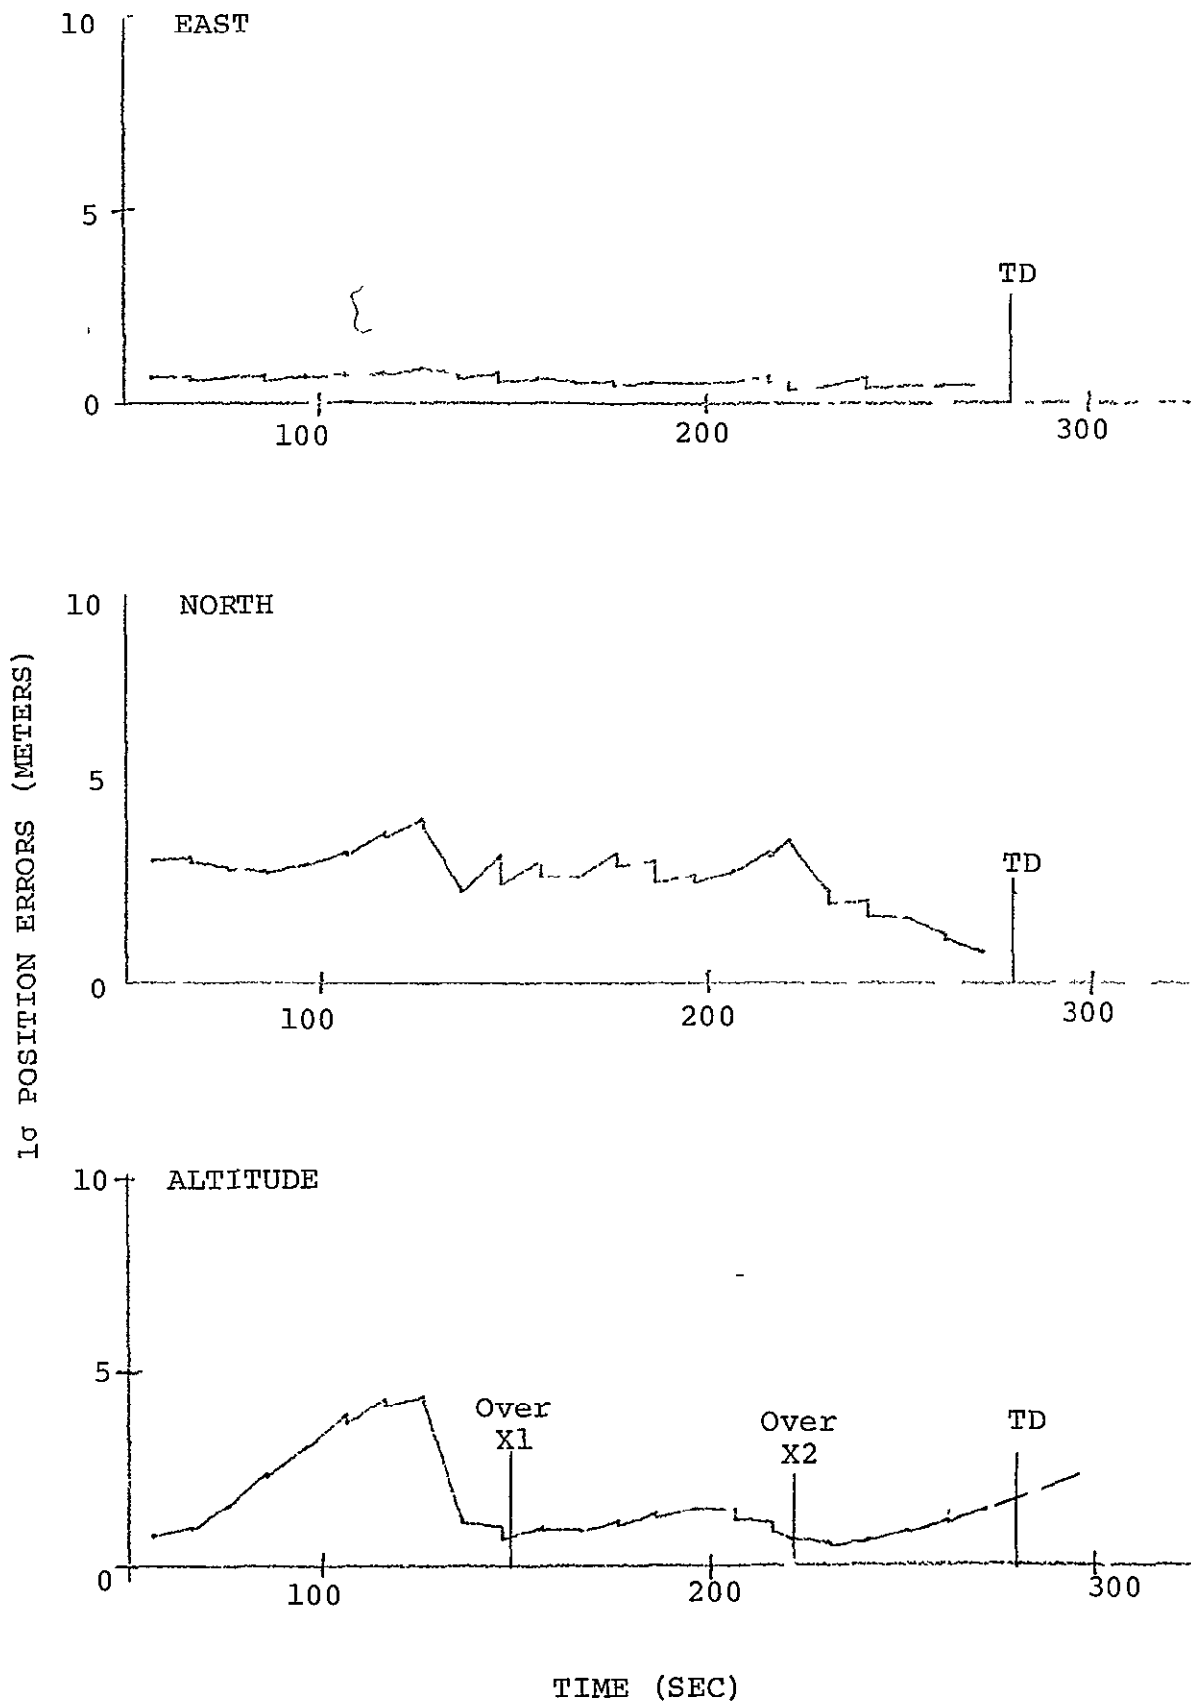 10 EAST
5
TD
0
100 200 300
10 NORTH
5
TD
0
100 200 300
1σ POSITION ERRORS (METERS)
10 ALTITUDE
5
Over X1
Over X2
TD
0
100 200 300
TIME (SEC)